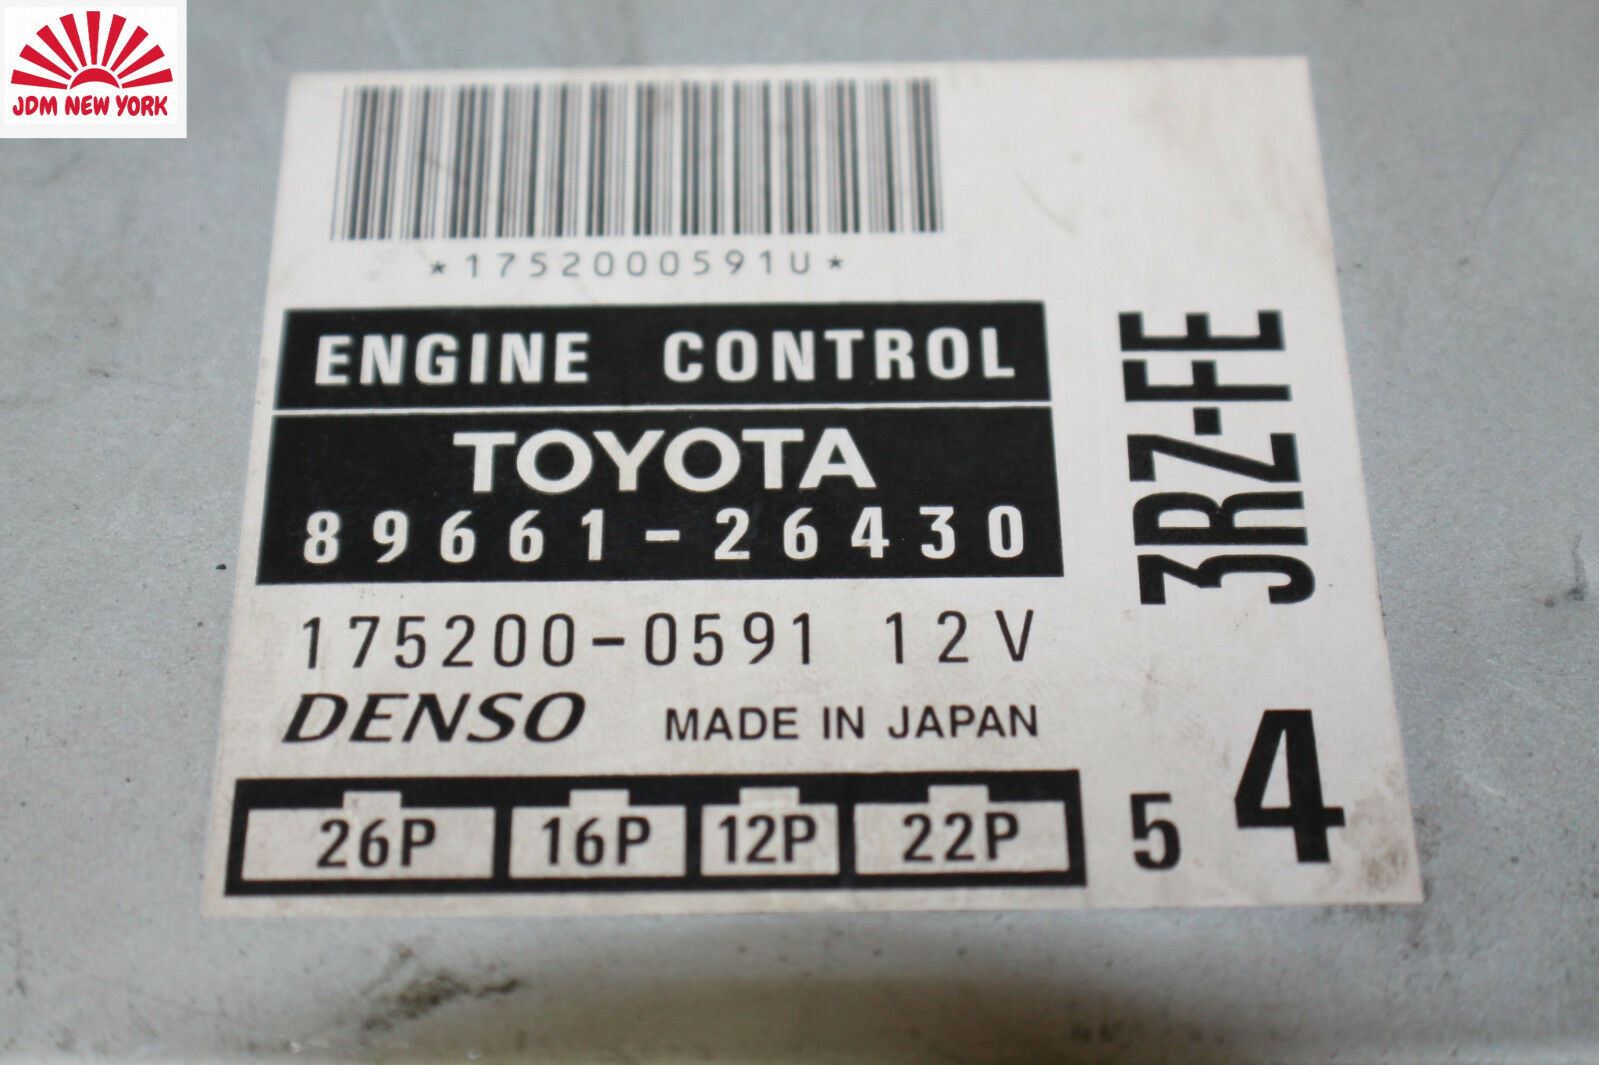 JDM NEW YORK
*1752000591U*
ENGINE CONTROL
TOYOTA
89661-26430
175200-0591 12V
DENSO MADE IN JAPAN
26P 16P 12P 22P
3RZ-FE
5 4